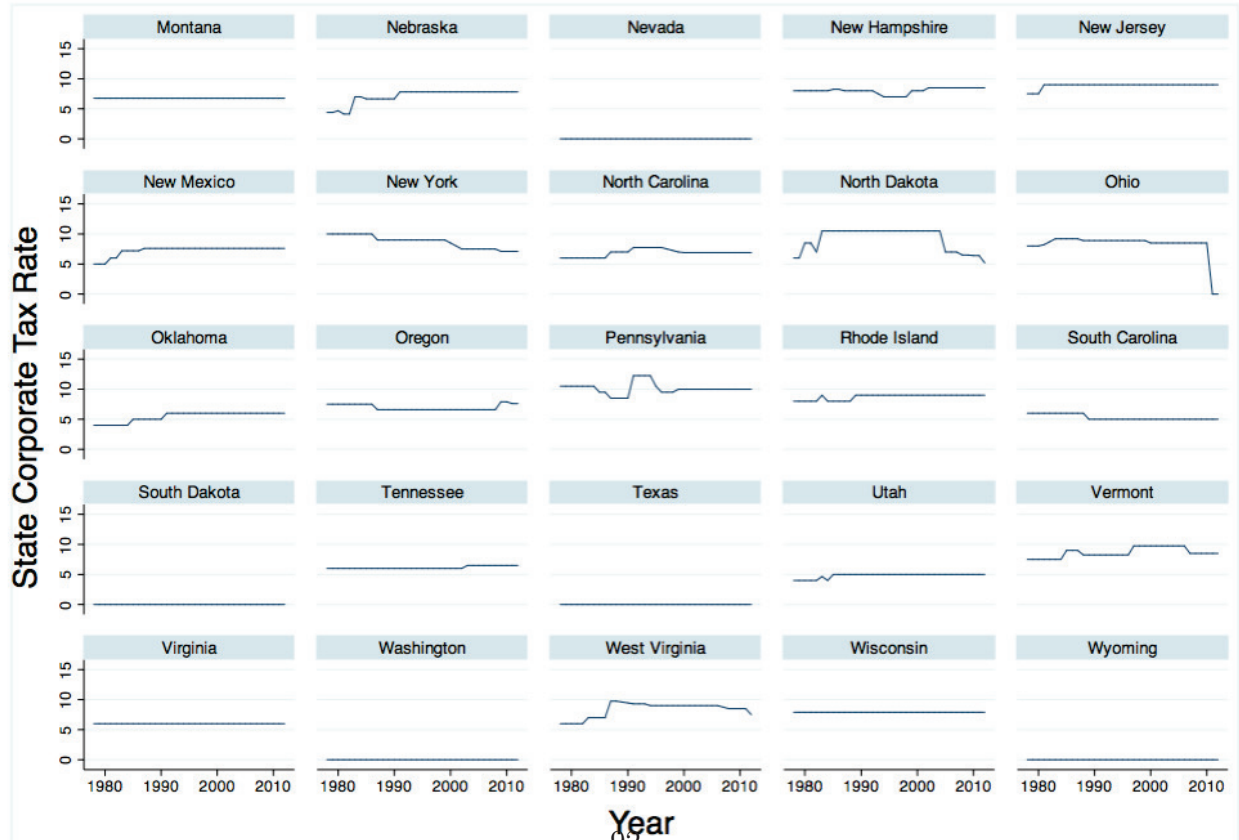 Montana Nebraska Nevada New Hampshire New Jersey
15
10
5
0
New Mexico New York North Carolina North Dakota Ohio
15
10
5
0
Oklahoma Oregon Pennsylvania Rhode Island South Carolina
15
10
5
0
South Dakota Tennessee Texas Utah Vermont
15
10
5
0
Virginia Washington West Virginia Wisconsin Wyoming
15
10
5
0
1980 1990 2000 2010 1980 1990 2000 2010 1980 1990 2000 2010 1980 1990 2000 2010 1980 1990 2000 2010
State Corporate Tax Rate
Year